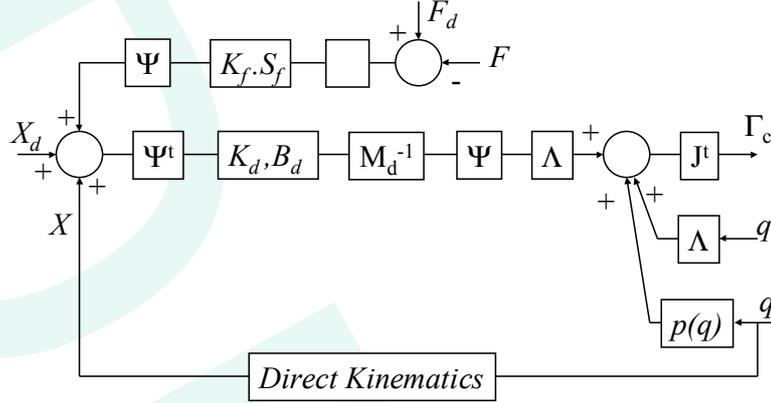 F_d
+
F
-
Ψ
K_f.S_f
+
X_d
+
+
Ψ^t
K_d,B_d
M_d^-1
Ψ
Λ
+
J^t
Γ_c
X
+
+
Λ
q
p(q)
q
Direct Kinematics